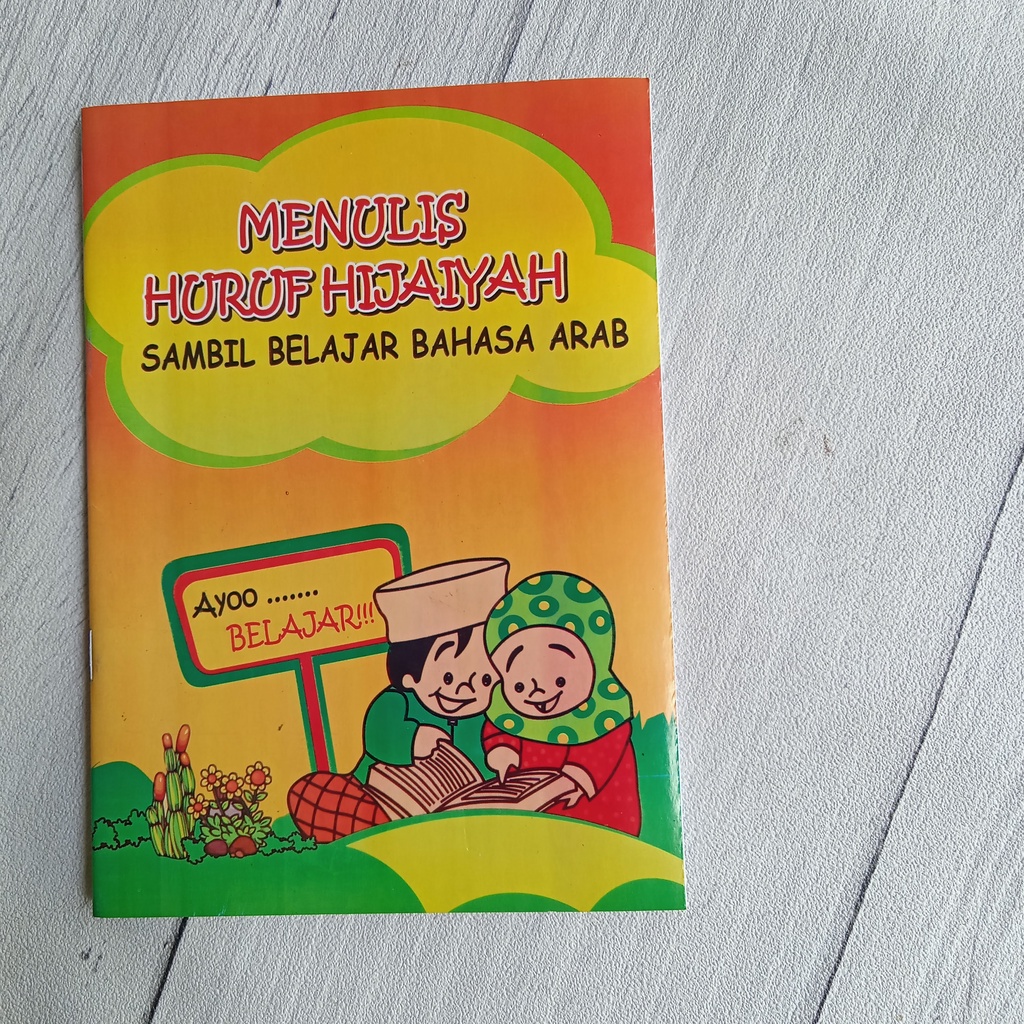 MENULIS
HURUF HIJAIYAH
SAMBIL BELAJAR BAHASA ARAB
Ayoo .......
BELAJAR!!!